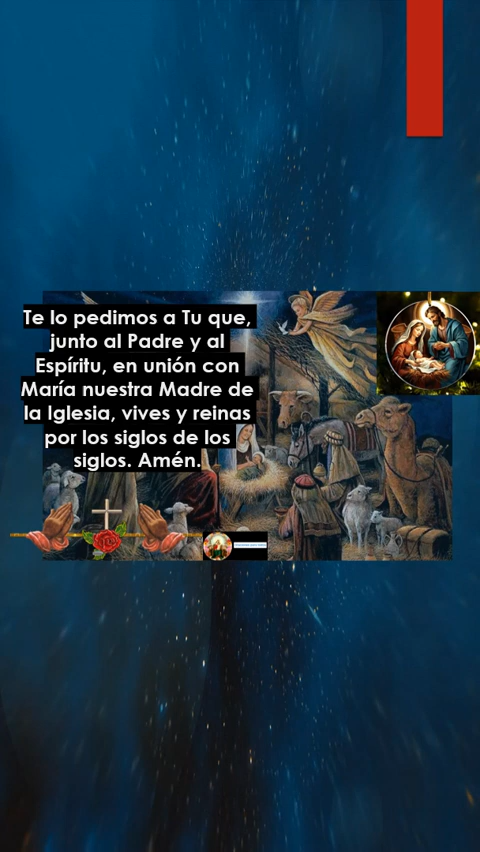 Te lo pedimos a Tu que,
junto al Padre y al
Espíritu, en unión con
María nuestra Madre de
la Iglesia, vives y reinas
por los siglos de los
siglos. Amén.